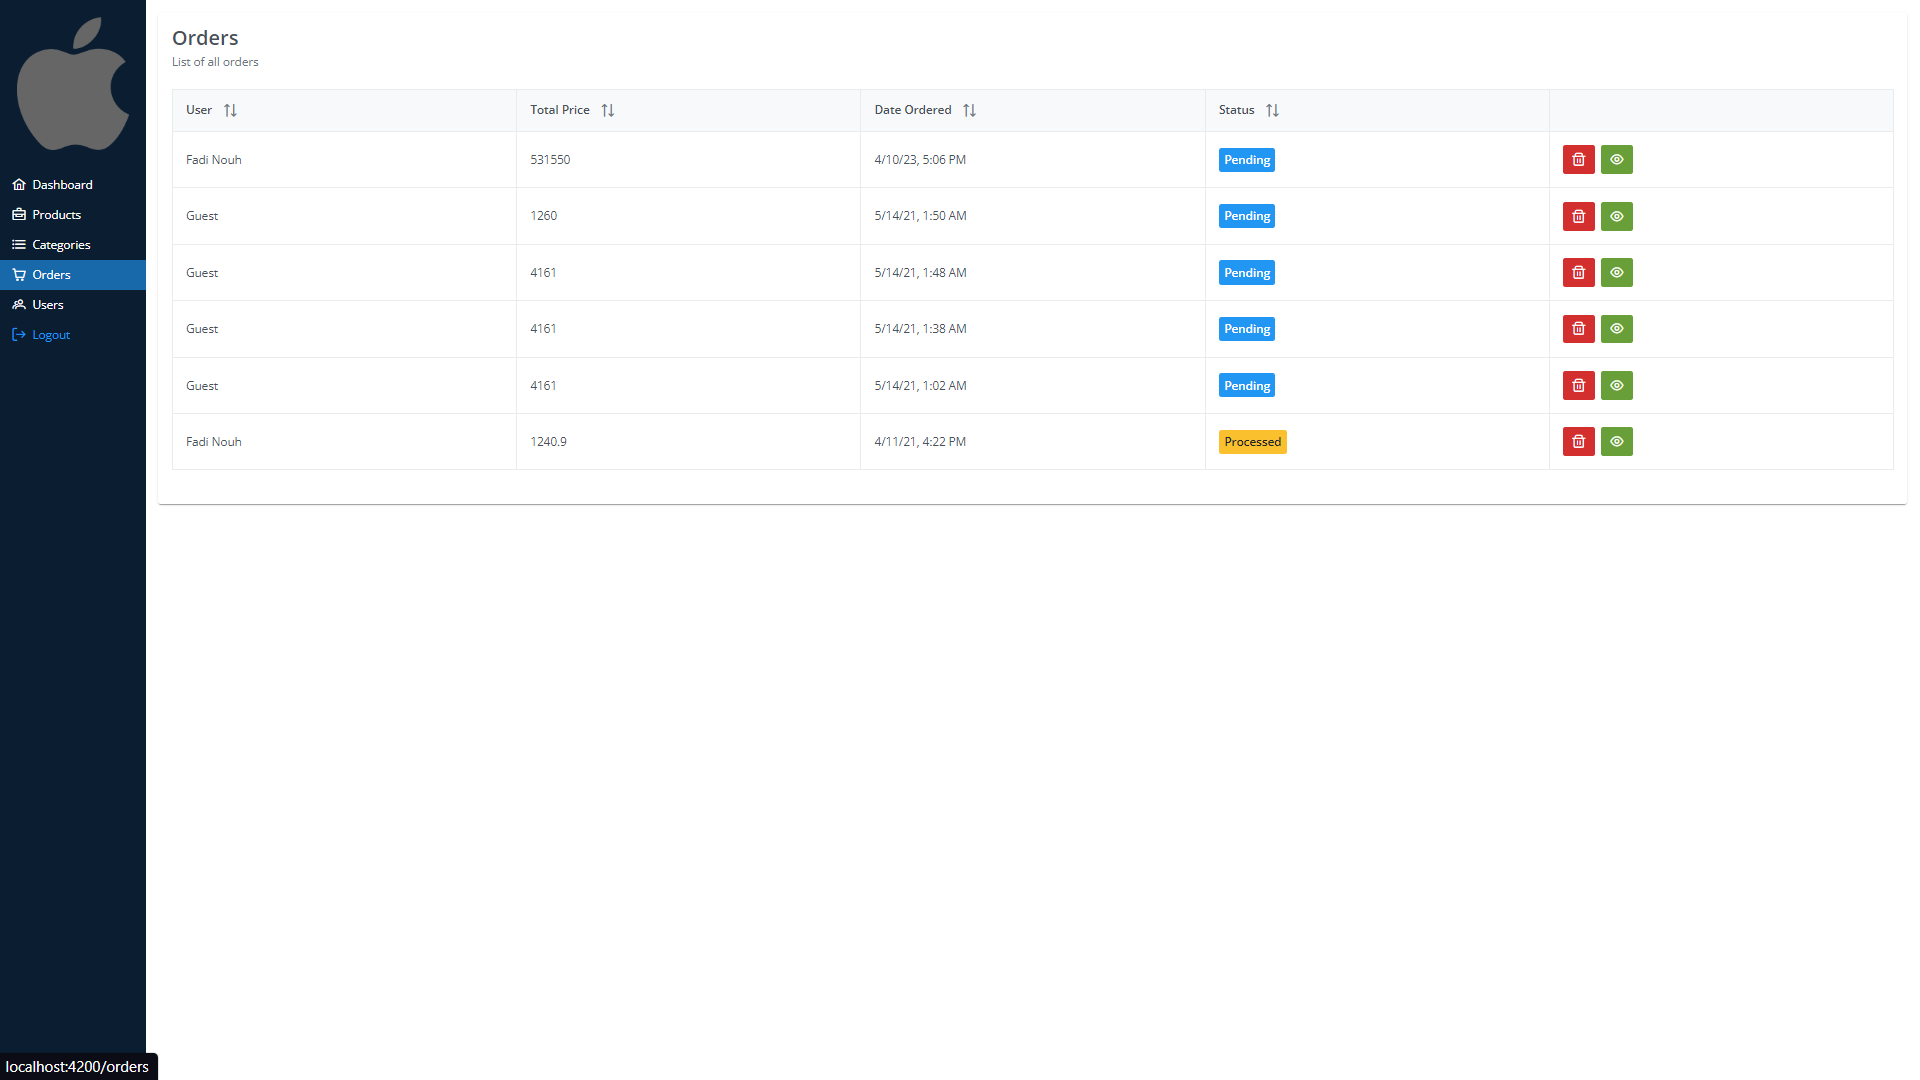 Orders
List of all orders
User Total Price Date Ordered Status
Fadi Nouh 531550 4/10/23, 5:06 PM Pending
Guest 1260 5/14/21, 1:50 AM Pending
Guest 4161 5/14/21, 1:48 AM Pending
Guest 4161 5/14/21, 1:38 AM Pending
Guest 4161 5/14/21, 1:02 AM Pending
Fadi Nouh 1240.9 4/11/21, 4:22 PM Processed
Dashboard
Products
Categories
Orders
Users
Logout
localhost:4200/orders